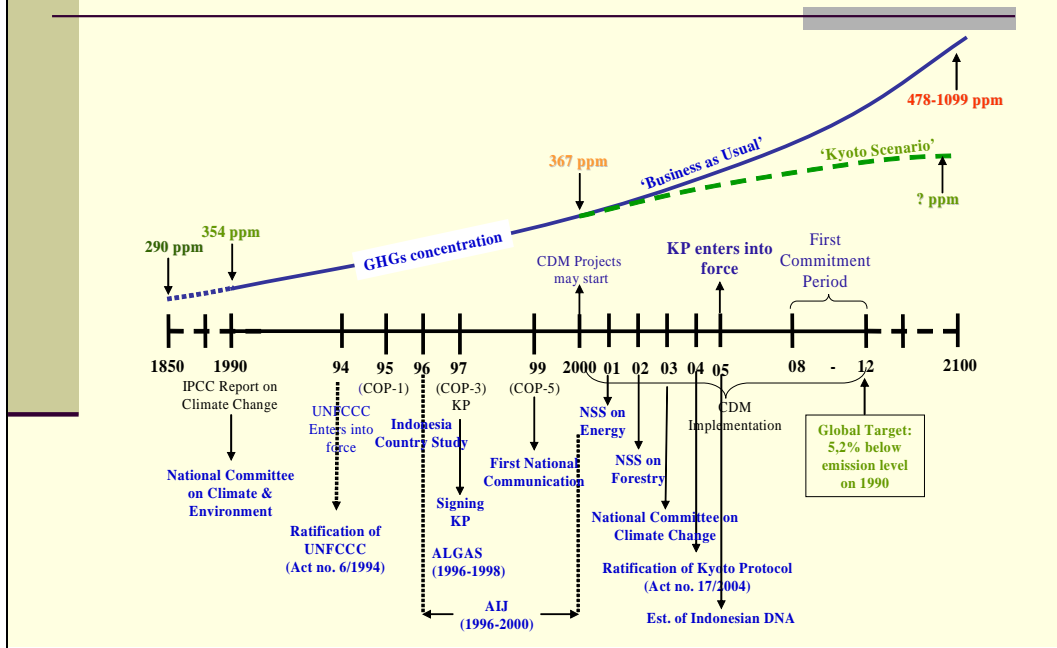 478-1099 ppm
‘Kyoto Scenario’
‘Business as Usual’
367 ppm
? ppm
354 ppm
290 ppm
GHGs concentration
CDM Projects
may start
KP enters into
force
First
Commitment
Period
1850
1990
94
95
96
97
99
2000
01
02
03
04
05
08
-
12
2100
IPCC Report on
Climate Change
(COP-1)
(COP-3)
KP
(COP-5)
UNFCCC
Enters into
force
Indonesia
Country Study
NSS on
Energy
CDM
Implementation
Global Target:
5,2% below
emission level
on 1990
National Committee
on Climate &
Environment
First National
Communication
NSS on
Forestry
Signing
KP
National Committee on
Climate Change
Ratification of
UNFCCC
(Act no. 6/1994)
ALGAS
(1996-1998)
Ratification of Kyoto Protocol
(Act no. 17/2004)
AIJ
(1996-2000)
Est. of Indonesian DNA